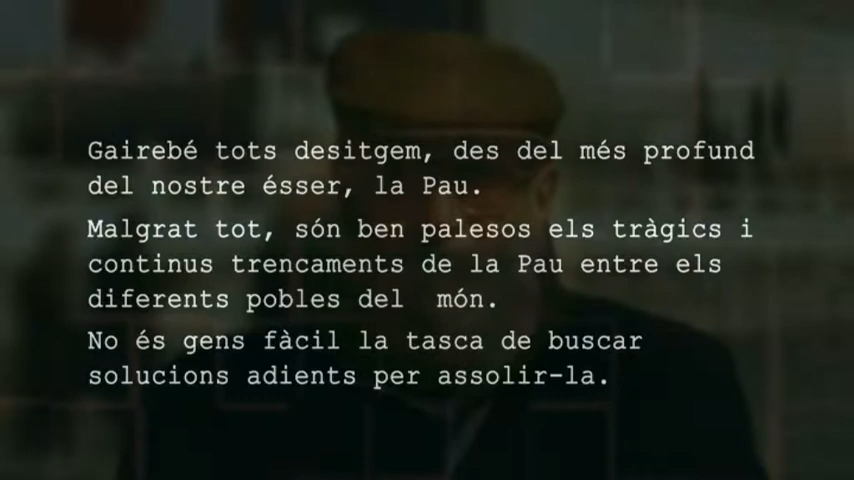 Gairebé tots desitgem, des del més profund
del nostre ésser, la Pau.
Malgrat tot, són ben palesos els tràgics i
continus trencaments de la Pau entre els
diferents pobles del  món.
No és gens fàcil la tasca de buscar
solucions adients per assolir-la.